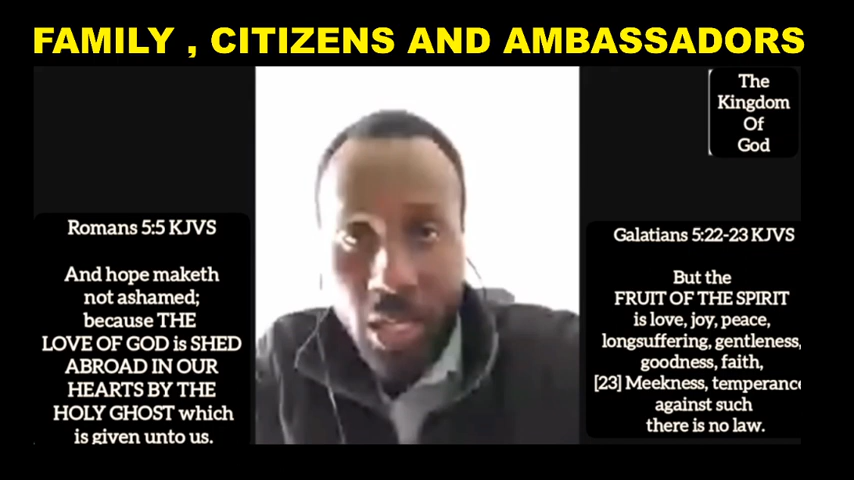 FAMILY , CITIZENS AND AMBASSADORS
The
Kingdom
Of
God
Romans 5:5 KJVS
And hope maketh
not ashamed;
because THE
LOVE OF GOD is SHED
ABROAD IN OUR
HEARTS BY THE
HOLY GHOST which
is given unto us.
Galatians 5:22-23 KJVS
But the
FRUIT OF THE SPIRIT
is love, joy, peace,
longsuffering, gentleness,
goodness, faith,
[23] Meekness, temperance
against such
there is no law.